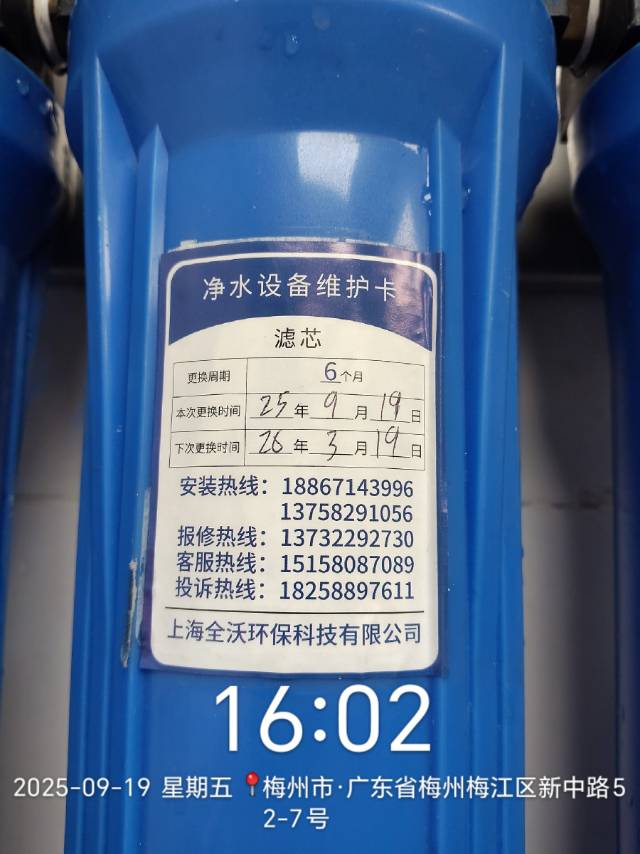 净水设备维护卡
滤芯
更换周期 6个月
本次更换时间 25年9月19日
下次更换时间 26年3月19日
安装热线：18867143996
13758291056
报修热线：13732292730
客服热线：15158087089
投诉热线：18258897611
上海全沃环保科技有限公司
16:02
2025-09-19 星期五 📍梅州市·广东省梅州梅江区新中路5
2-7号